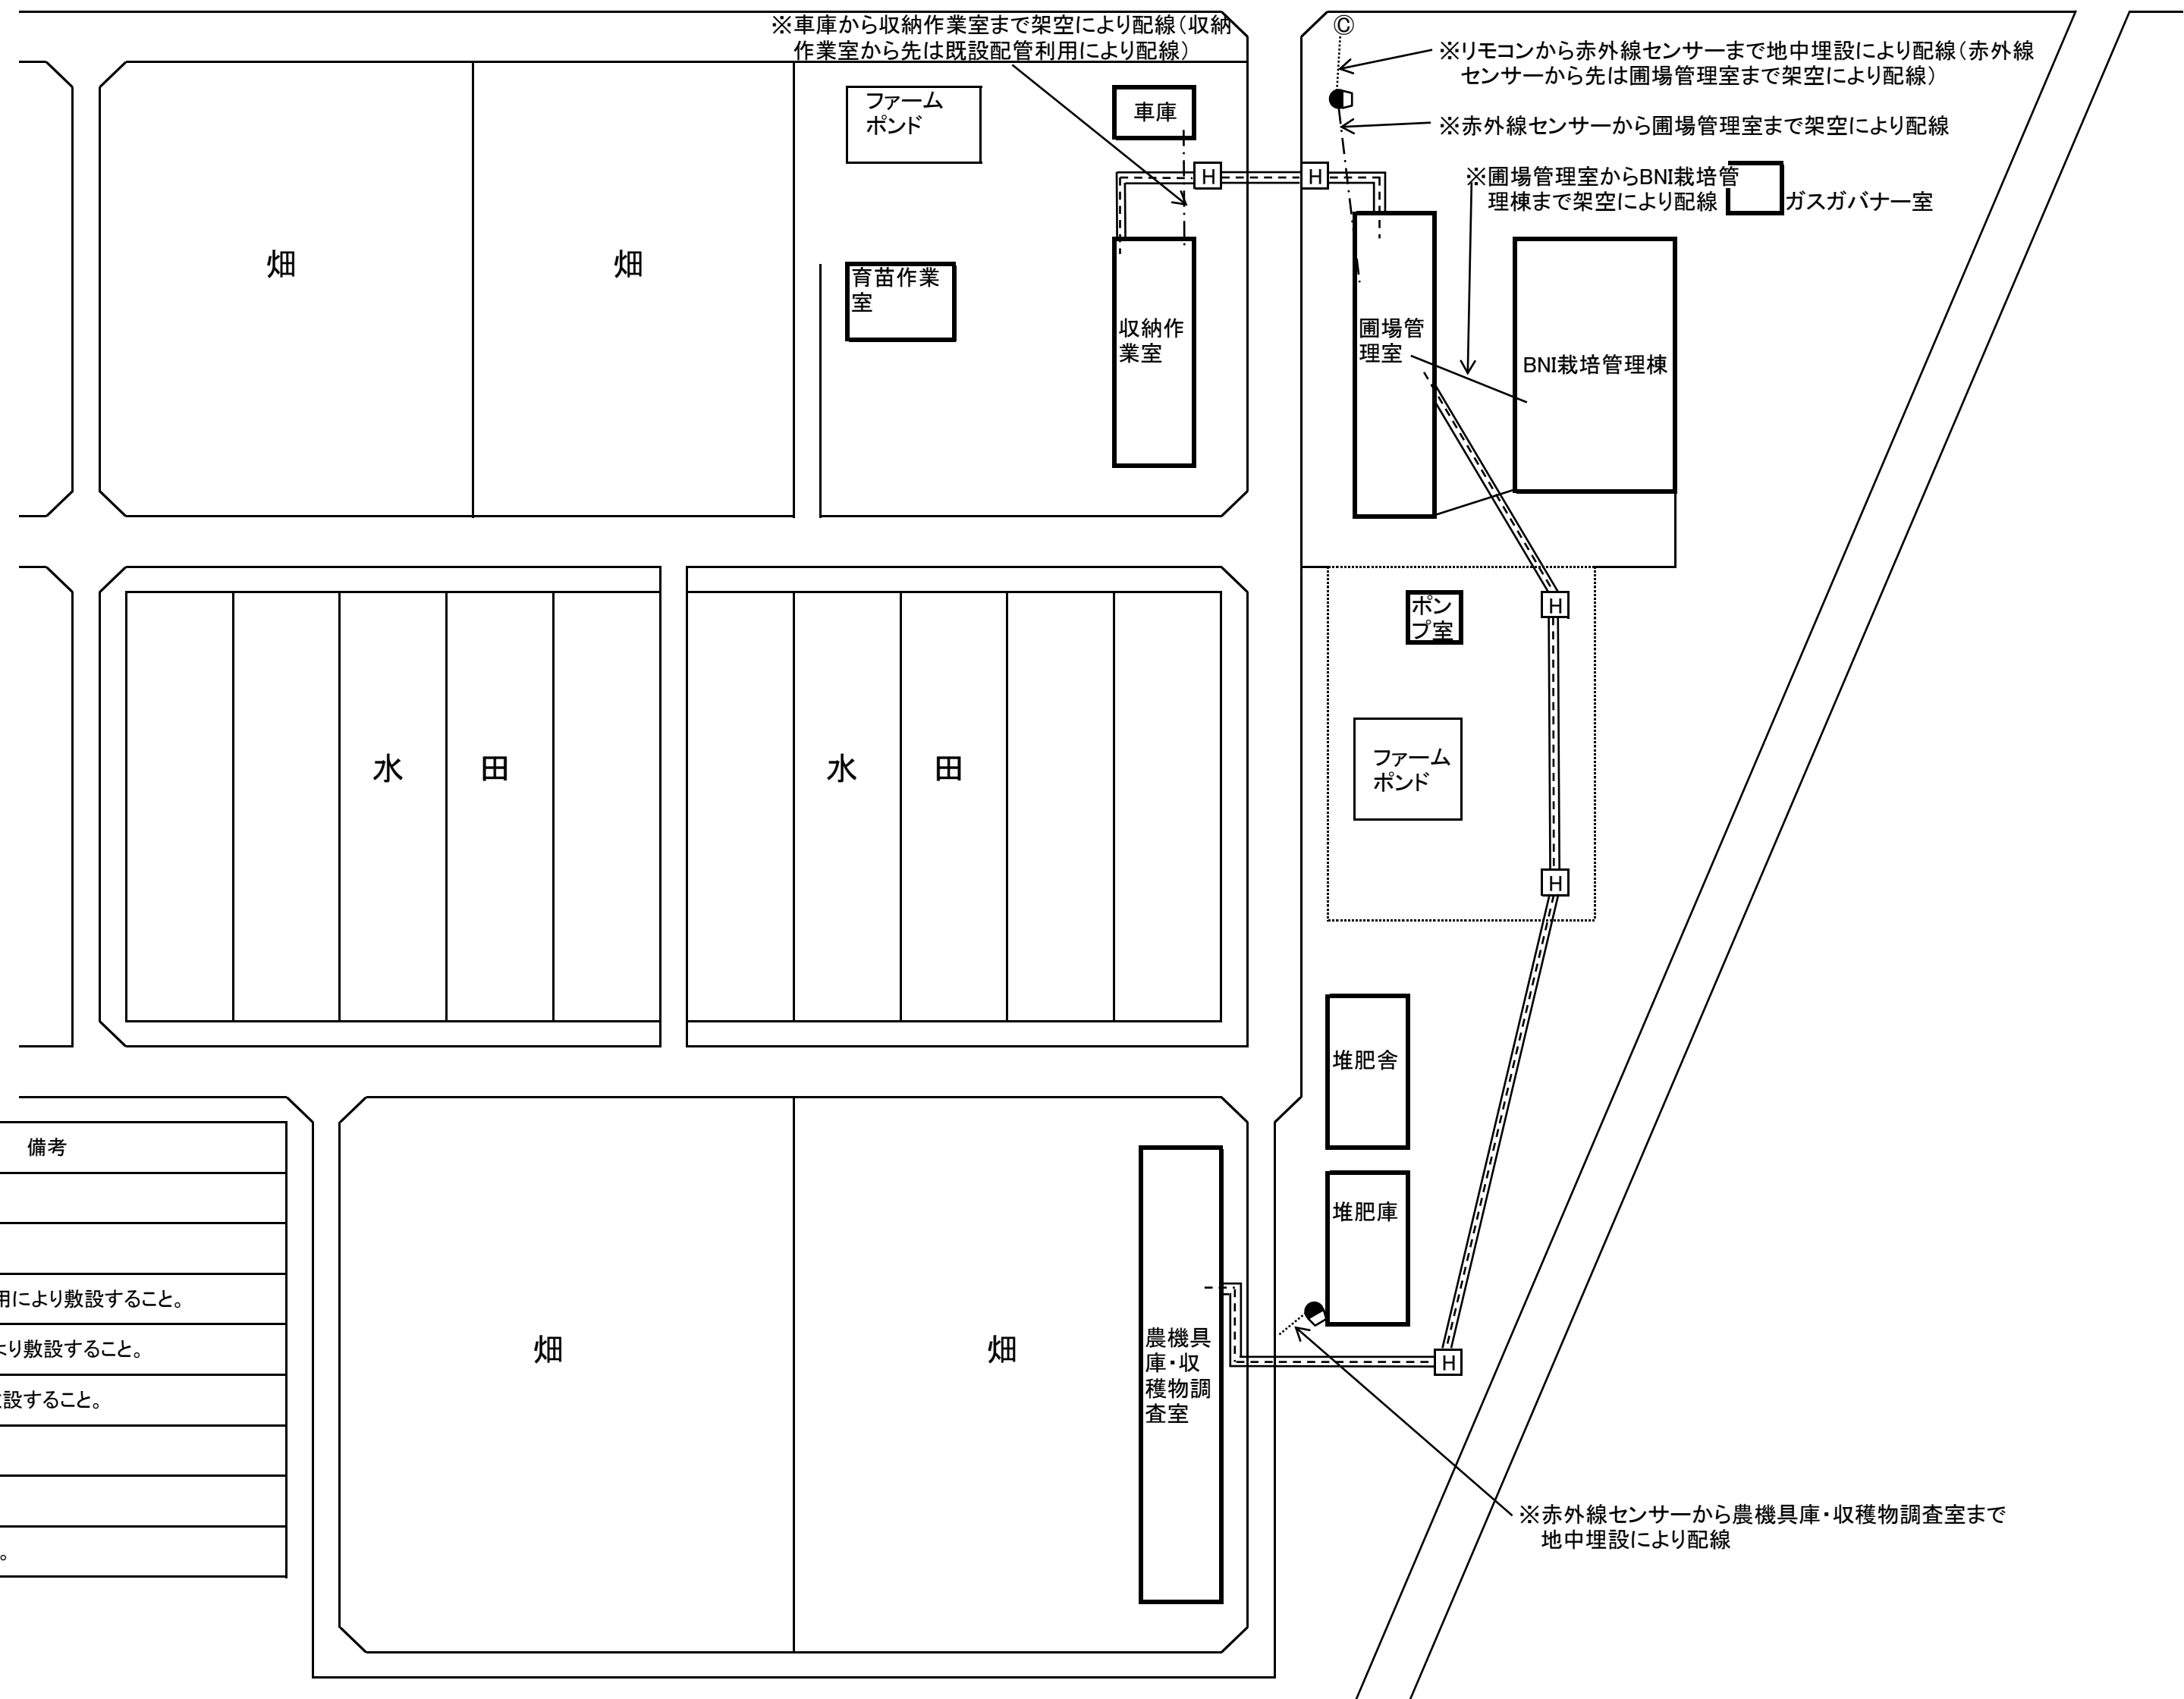 ※車庫から収納作業室まで架空により配線（収納
作業室から先は既設配管利用により配線）
Ⓒ
※リモコンから赤外線センサーまで地中埋設により配線（赤外線
センサーから先は圃場管理室まで架空により配線）
※赤外線センサーから圃場管理室まで架空により配線
※圃場管理室からBNI栽培管
理棟まで架空により配線
ガスガバナー室
ファーム
ポンド
車庫
H
H
畑
畑
育苗作業
室
収納作
業室
圃場管
理室
BNI栽培管理棟
ポン
プ室
H
水 田
水 田
ファーム
ポンド
H
堆肥舎
堆肥庫
備考
用により敷設すること。
より敷設すること。
敷設すること。
。
畑
畑
農機具
庫・収
穫物調
査室
H
※赤外線センサーから農機具庫・収穫物調査室まで
地中埋設により配線